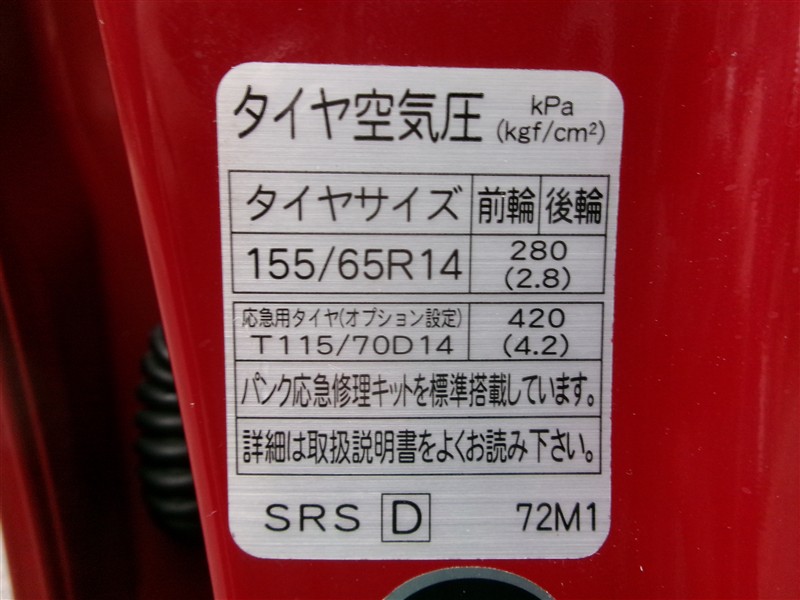 タイヤ空気圧 kPa
(kgf/cm²)
タイヤサイズ 前輪 後輪
155/65R14 280
(2.8)
応急用タイヤ(オプション設定) 420
T115/70D14 (4.2)
パンク応急修理キットを標準搭載しています。
詳細は取扱説明書をよくお読み下さい。
SRS D 72M1